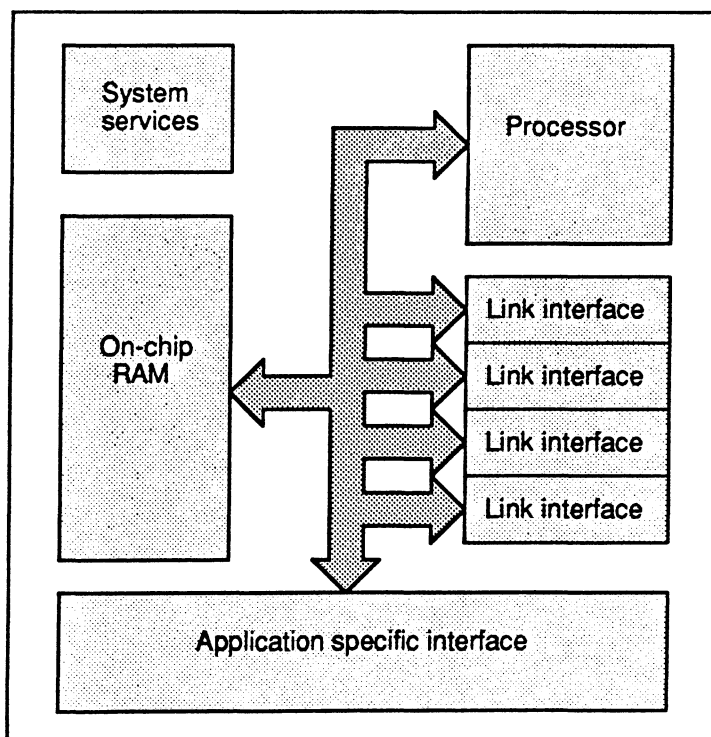 System
services
Processor
On-chip
RAM
Link interface
Link interface
Link interface
Link interface
Application specific interface